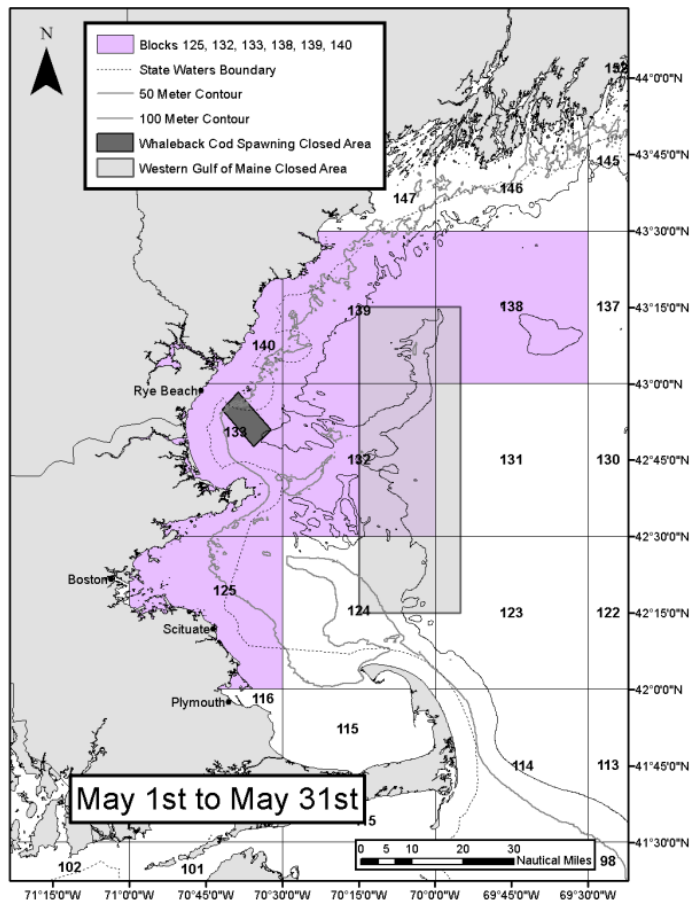 N
Blocks 125, 132, 133, 138, 139, 140
State Waters Boundary
50 Meter Contour
100 Meter Contour
Whaleback Cod Spawning Closed Area
Western Gulf of Maine Closed Area
152
44°0'0"N
43°45'0"N
145
146
147
43°30'0"N
139
138
137
43°15'0"N
140
Rye Beach
43°0'0"N
133
132
131
130
42°45'0"N
42°30'0"N
Boston
125
124
123
122
42°15'0"N
Scituate
Plymouth
116
42°0'0"N
115
114
113
41°45'0"N
May 1st to May 31st
41°30'0"N
0 5 10 20 30
Nautical Miles
98
102
101
71°15'0"W 71°0'0"W 70°45'0"W 70°30'0"W 70°15'0"W 70°0'0"W 69°45'0"W 69°30'0"W